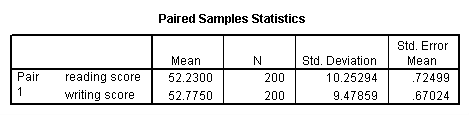 Paired Samples Statistics
Mean N Std. Deviation Std. Error Mean
Pair 1 reading score 52.2300 200 10.25294 .72499
writing score 52.7750 200 9.47859 .67024